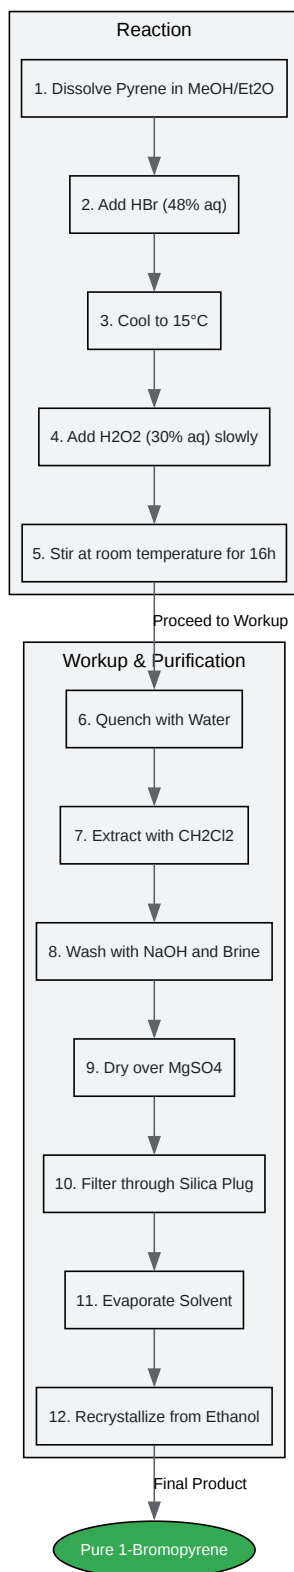 Reaction
1. Dissolve Pyrene in MeOH/Et2O
2. Add HBr (48% aq)
3. Cool to 15°C
4. Add H2O2 (30% aq) slowly
5. Stir at room temperature for 16h
Proceed to Workup
Workup & Purification
6. Quench with Water
7. Extract with CH2Cl2
8. Wash with NaOH and Brine
9. Dry over MgSO4
10. Filter through Silica Plug
11. Evaporate Solvent
12. Recrystallize from Ethanol
Final Product
Pure 1-Bromopyrene